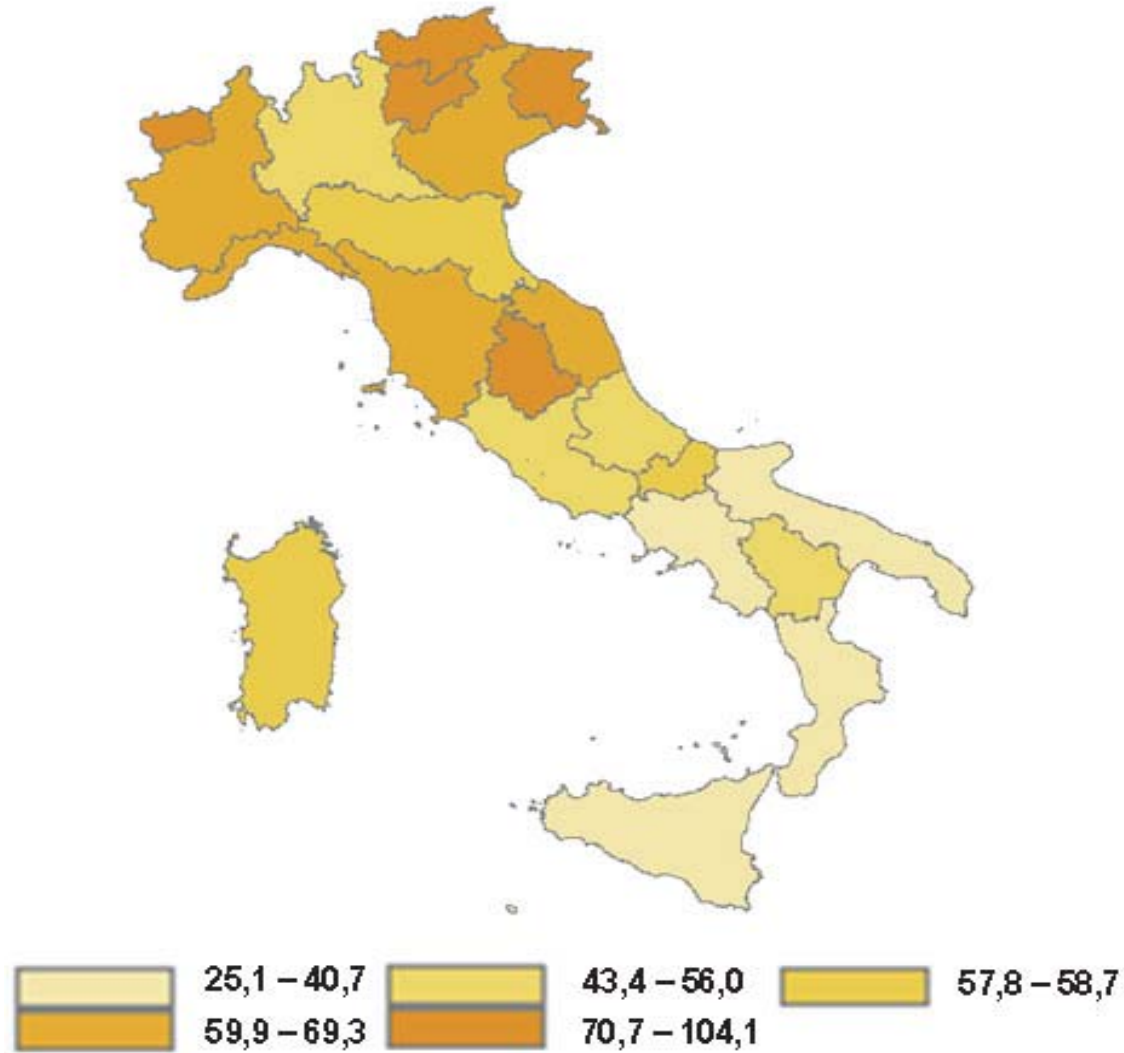 25,1 – 40,7 43,4 – 56,0 57,8 – 58,7
59,9 – 69,3 70,7 – 104,1